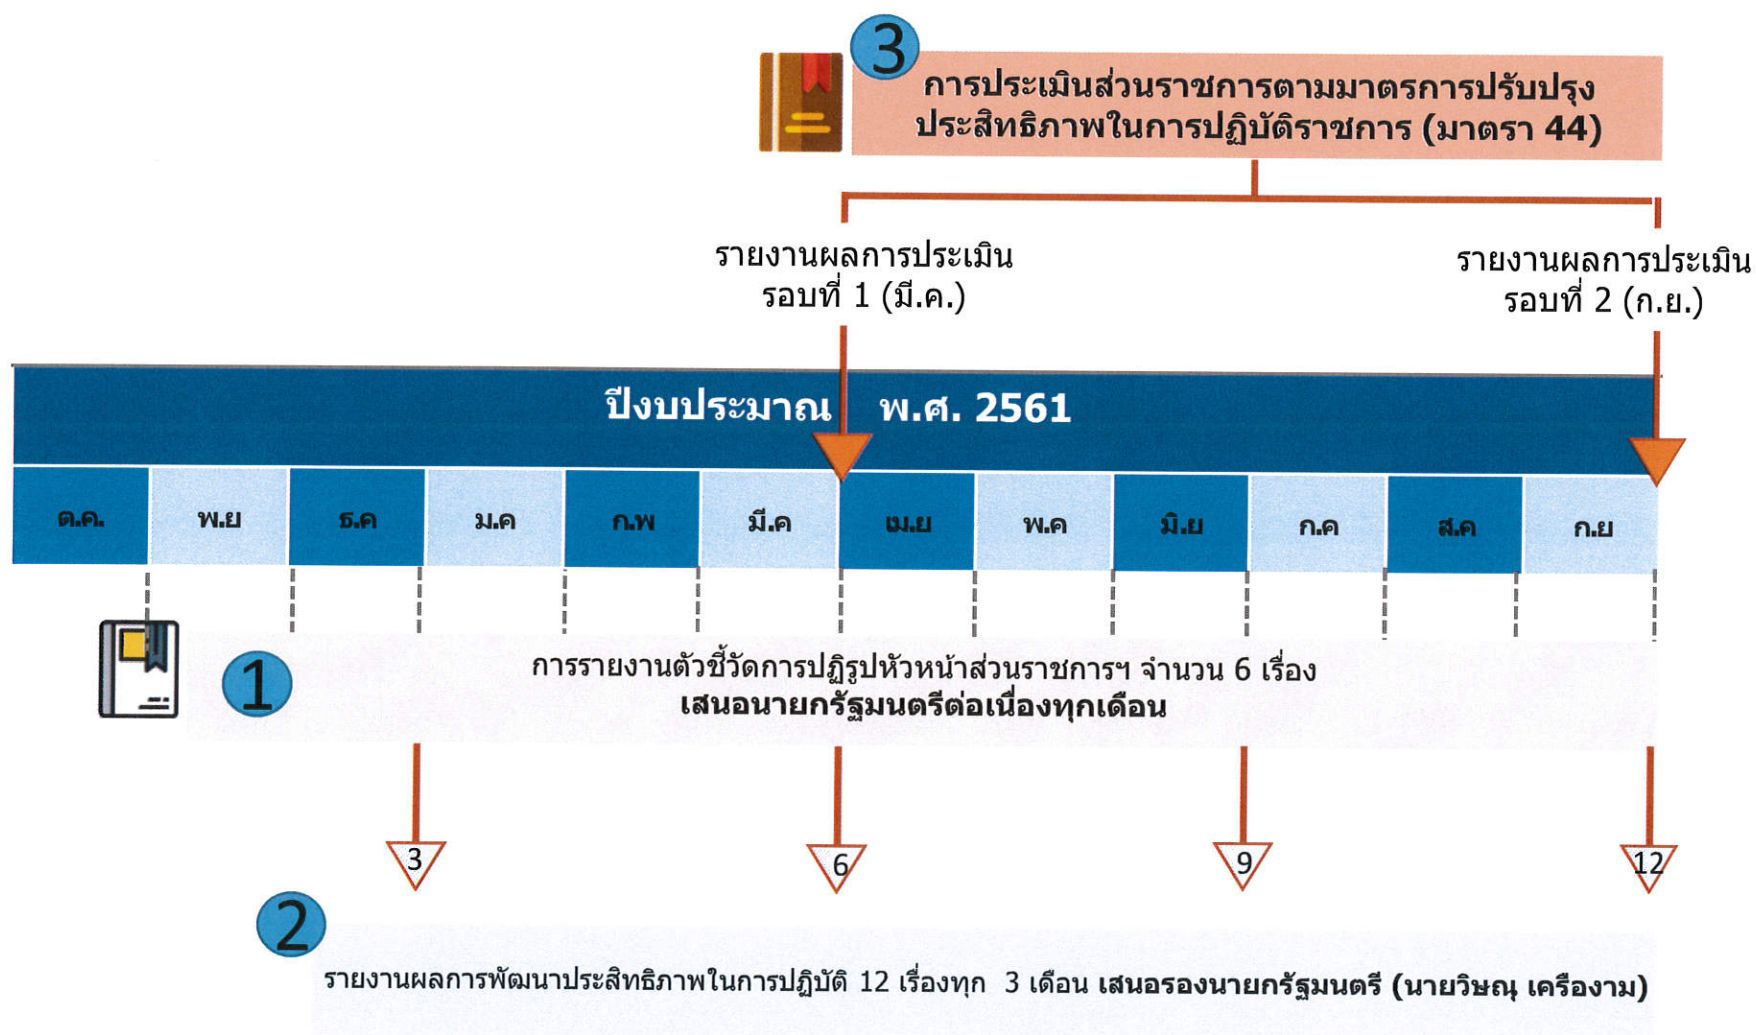 3
การประเมินส่วนราชการตามมาตรการปรับปรุง
ประสิทธิภาพในการปฏิบัติราชการ (มาตรา 44)
รายงานผลการประเมิน
รอบที่ 1 (มี.ค.)
รายงานผลการประเมิน
รอบที่ 2 (ก.ย.)
ปีงบประมาณ พ.ศ. 2561
ต.ค. พ.ย ธ.ค ม.ค ก.พ มี.ค เม.ย พ.ค มิ.ย ก.ค ส.ค ก.ย
1
การรายงานตัวชี้วัดการปฏิรูปหัวหน้าส่วนราชการฯ จำนวน 6 เรื่อง
เสนอนายกรัฐมนตรีต่อเนื่องทุกเดือน
3 6 9 12
2
รายงานผลการพัฒนาประสิทธิภาพในการปฏิบัติ 12 เรื่องทุก 3 เดือน เสนอรองนายกรัฐมนตรี (นายวิษณุ เครืองาม)